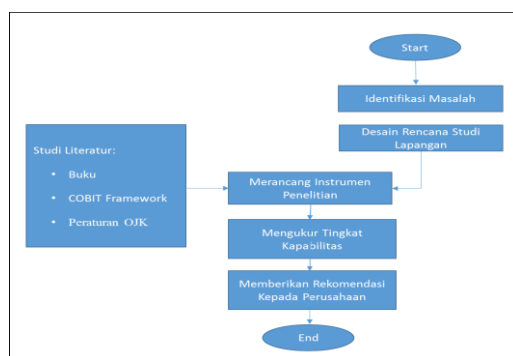 Start
Identifikasi Masalah
Desain Rencana Studi
Lapangan
Studi Literatur:
• Buku
• COBIT Framework
• Peraturan OJK
Merancang Instrumen
Penelitian
Mengukur Tingkat
Kapabilitas
Memberikan Rekomendasi
Kepada Perusahaan
End